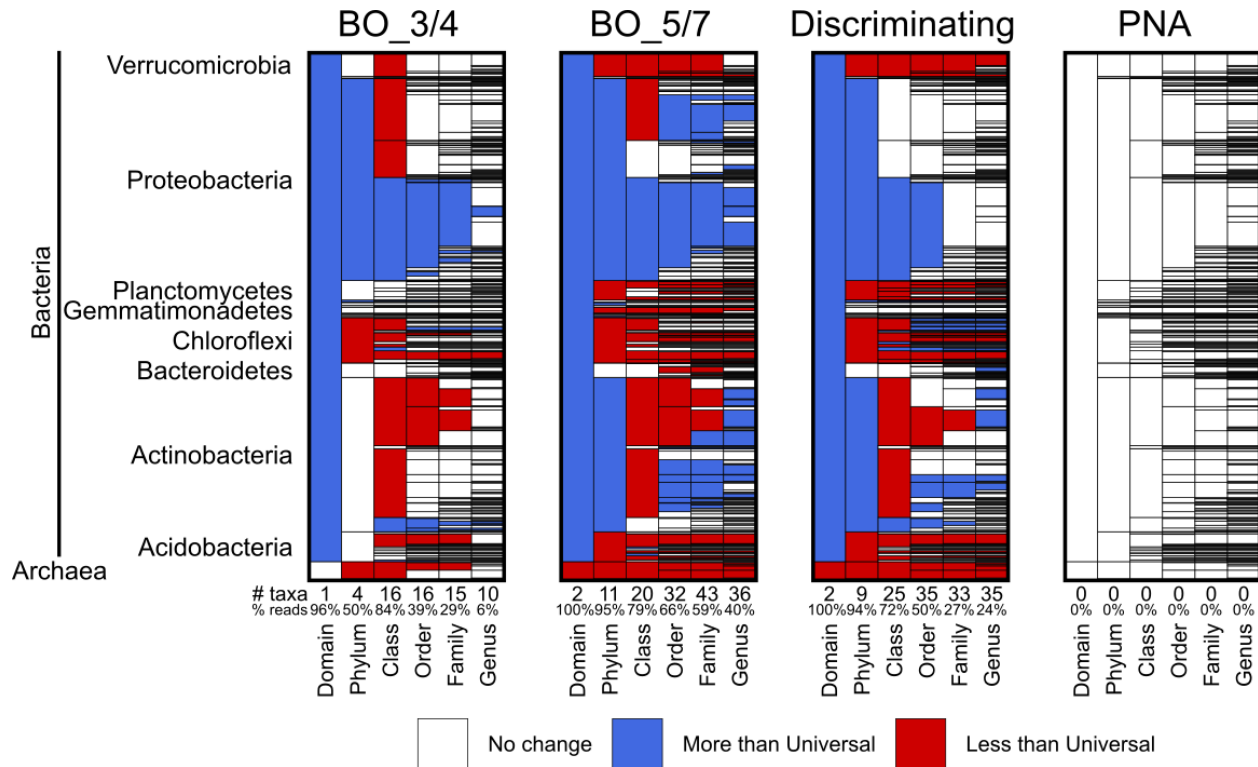 BO_3/4 BO_5/7 Discriminating PNA
Verrucomicrobia
Proteobacteria
Planctomycetes
Gemmatimonadetes
Chloroflexi
Bacteroidetes
Actinobacteria
Acidobacteria
Bacteria
Archaea
# taxa 1 4 16 16 15 10 2 11 20 32 43 36 2 9 25 35 33 35 0 0 0 0 0 0
% reads 96% 50% 84% 39% 29% 6% 100% 95% 79% 66% 59% 40% 100% 94% 72% 50% 27% 24% 0% 0% 0% 0% 0% 0%
Domain Phylum Class Order Family Genus Domain Phylum Class Order Family Genus Domain Phylum Class Order Family Genus Domain Phylum Class Order Family Genus
No change More than Universal Less than Universal